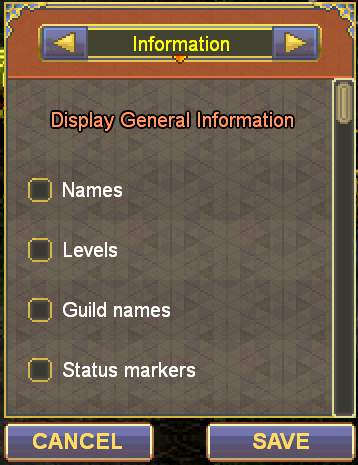 Information
Display General Information
Names
Levels
Guild names
Status markers
CANCEL SAVE